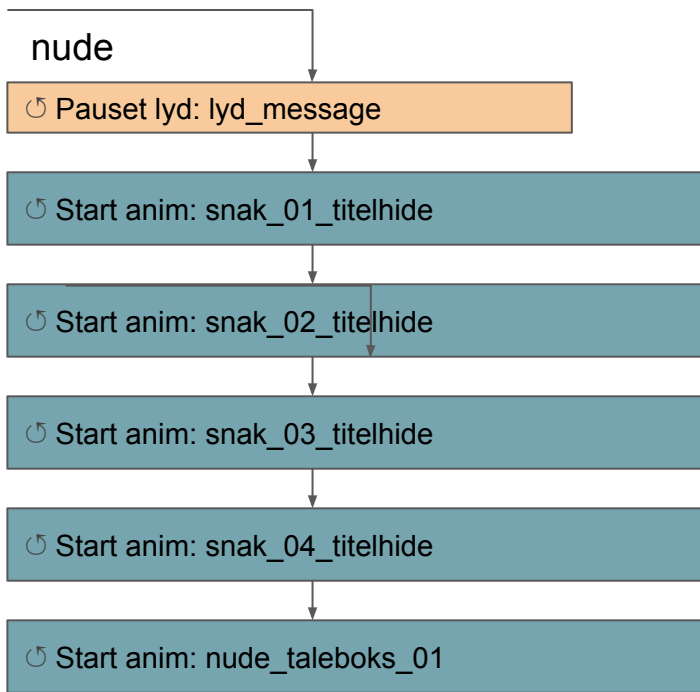 nude
↺ Pauset lyd: lyd_message
↺ Start anim: snak_01_titelhide
↺ Start anim: snak_02_titelhide
↺ Start anim: snak_03_titelhide
↺ Start anim: snak_04_titelhide
↺ Start anim: nude_taleboks_01